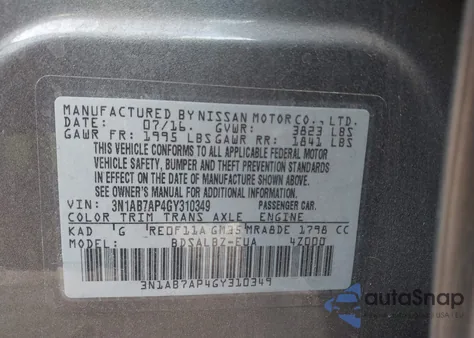 MANUFACTURED BY NISSAN MOTOR CO., LTD.
DATE: 07/16. GVWR: 3823 LBS
GAWR FR: 1995 LBS GAWR RR: 1841 LBS
THIS VEHICLE CONFORMS TO ALL APPLICABLE FEDERAL MOTOR
VEHICLE SAFETY, BUMPER AND THEFT PREVENTION STANDARDS
IN EFFECT ON THE DATE OF MANUFACTURE SHOWN ABOVE.
SEE OWNER'S MANUAL FOR ADDITIONAL INFORMATION.
VIN: 3N1AB7AP4GY310349 PASSENGER CAR.
COLOR TRIM TRANS AXLE ENGINE
KAD G RE0F11A GM35 MRA8DE 1798 CC
MODEL: BDSALBZ-EUA 4Z000
3N1AB7AP4GY310349
autoSnap